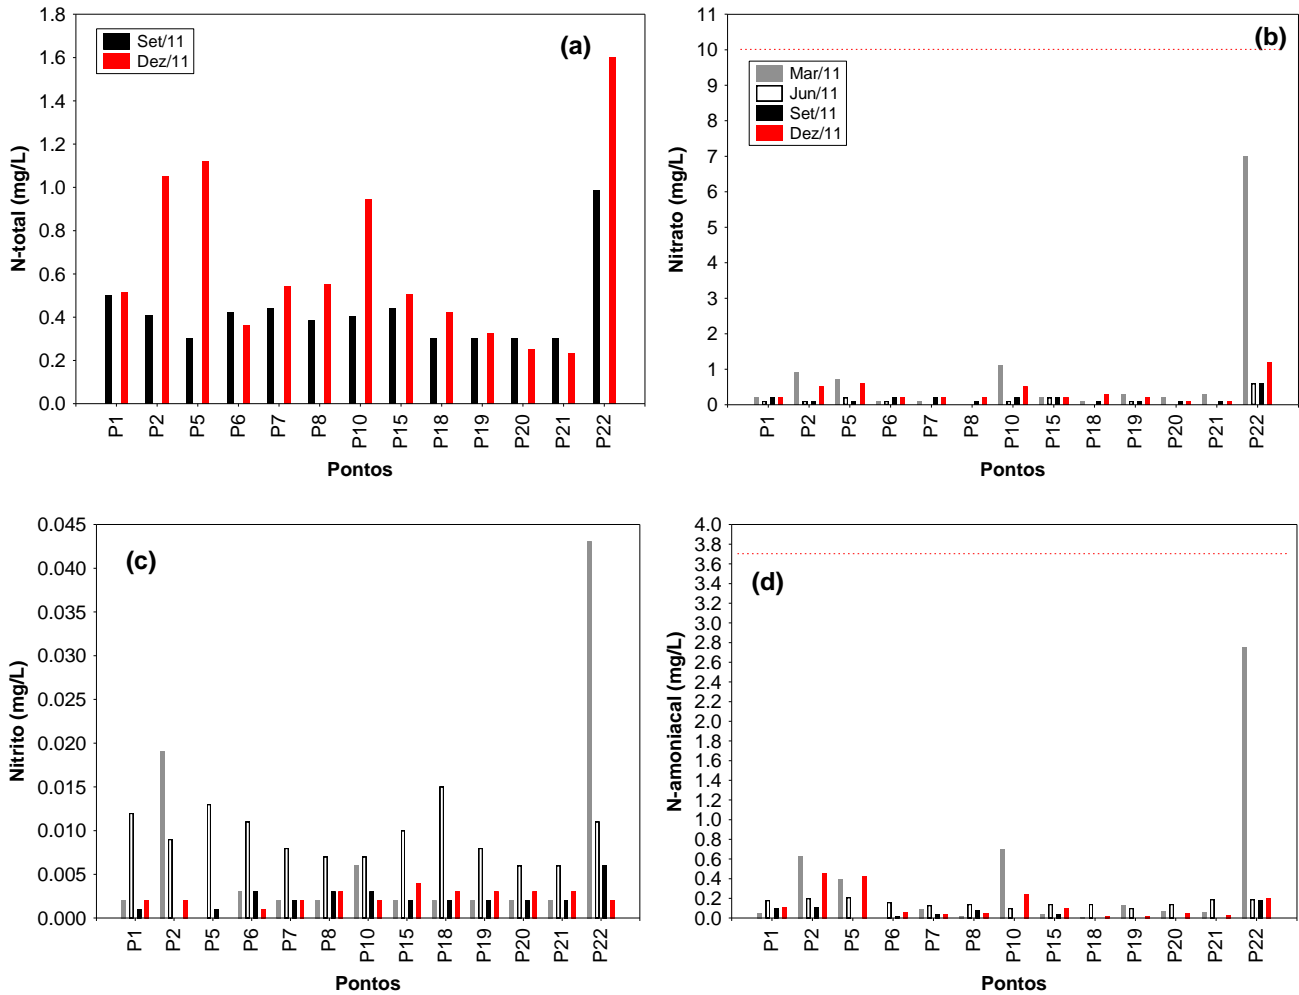 (a)
Set/11
Dez/11
N-total (mg/L)
1.8
1.6
1.4
1.2
1.0
0.8
0.6
0.4
0.2
0.0
P1 P2 P5 P6 P7 P8 P10 P15 P18 P19 P20 P21 P22
Pontos
(b)
Mar/11
Jun/11
Set/11
Dez/11
Nitrato (mg/L)
11
10
9
8
7
6
5
4
3
2
1
0
P1 P2 P5 P6 P7 P8 P10 P15 P18 P19 P20 P21 P22
Pontos
(c)
Nitrito (mg/L)
0.045
0.040
0.035
0.030
0.025
0.020
0.015
0.010
0.005
0.000
P1 P2 P5 P6 P7 P8 P10 P15 P18 P19 P20 P21 P22
Pontos
(d)
N-amoniacal (mg/L)
4.0
3.8
3.6
3.4
3.2
3.0
2.8
2.6
2.4
2.2
2.0
1.8
1.6
1.4
1.2
1.0
0.8
0.6
0.4
0.2
0.0
P1 P2 P5 P6 P7 P8 P10 P15 P18 P19 P20 P21 P22
Pontos